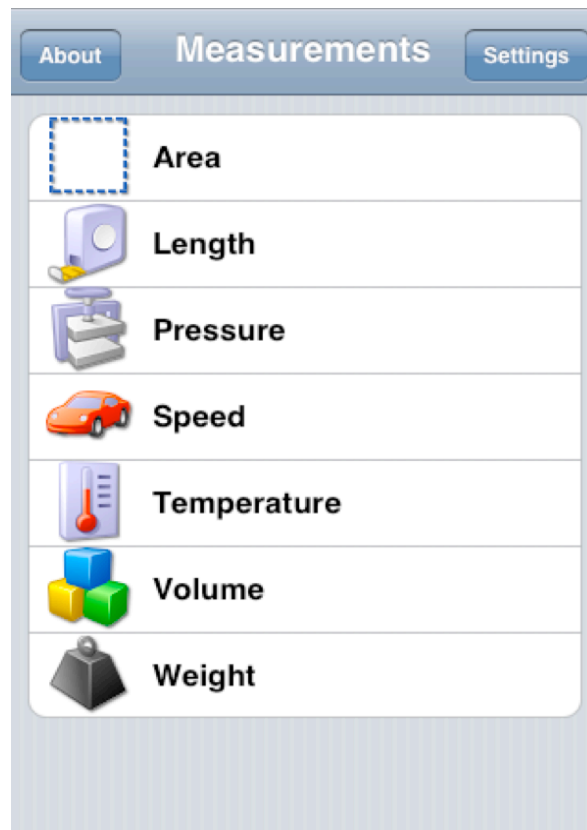 About
Measurements
Settings
Area
Length
Pressure
Speed
Temperature
Volume
Weight